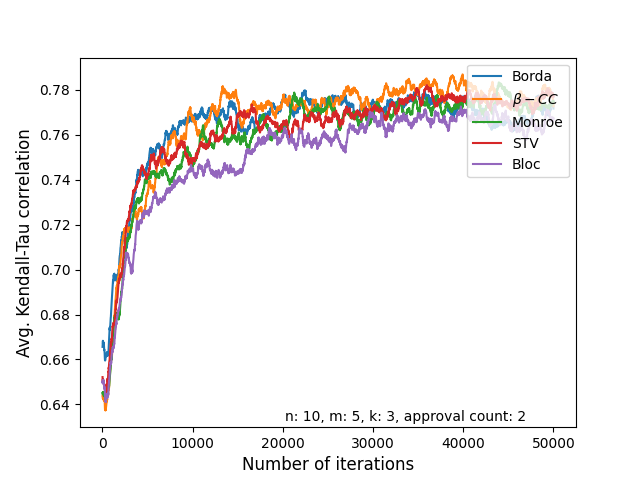 Avg. Kendall-Tau correlation
0.78
0.76
0.74
0.72
0.70
0.68
0.66
0.64
Borda
β − CC
Monroe
STV
Bloc
n: 10, m: 5, k: 3, approval count: 2
0 10000 20000 30000 40000 50000
Number of iterations